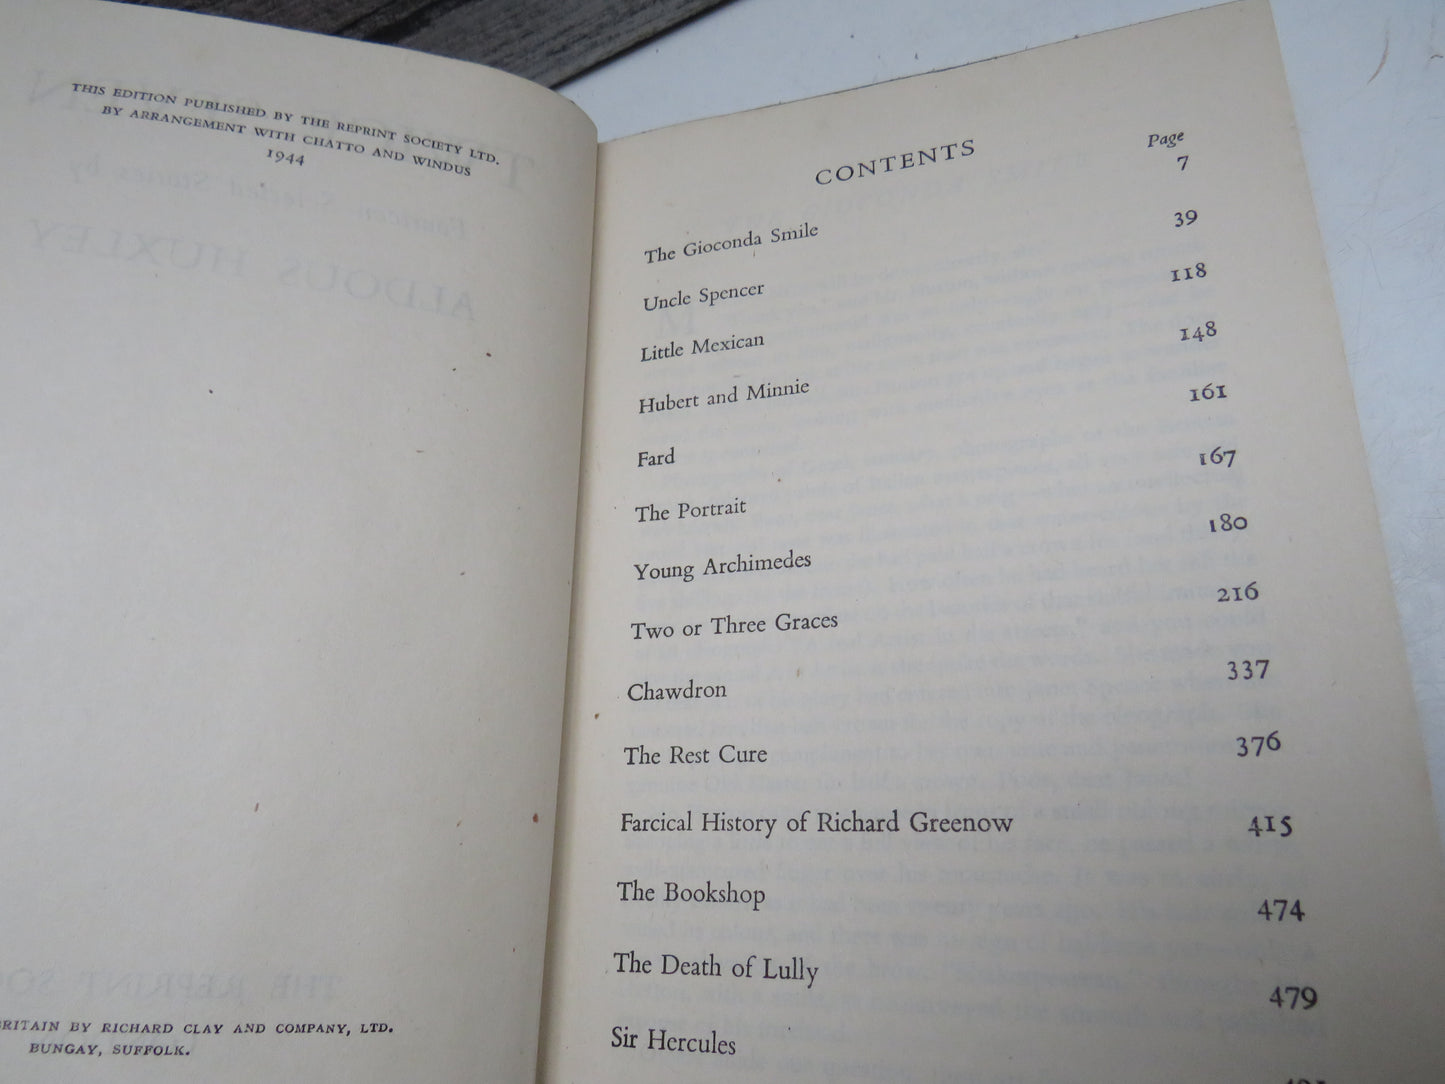 THIS EDITION PUBLISHED BY THE REPRINT SOCIETY LTD.
BY ARRANGEMENT WITH CHATTO AND WINDUS
1944
BRITAIN BY RICHARD CLAY AND COMPANY, LTD.
BUNGAY, SUFFOLK.
CONTENTS
Page
The Gioconda Smile 7
Uncle Spencer 39
Little Mexican 118
Hubert and Minnie 148
Fard 161
The Portrait 167
Young Archimedes 180
Two or Three Graces 216
Chawdron 337
The Rest Cure 376
Farcical History of Richard Greenow 415
The Bookshop 474
The Death of Lully 479
Sir Hercules